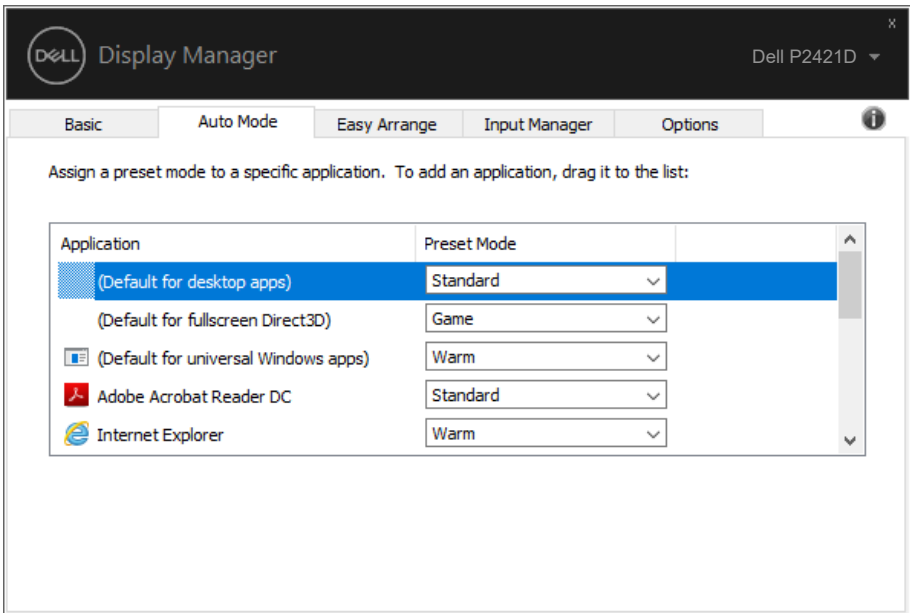 x
DELL Display Manager Dell P2421D
Basic Auto Mode Easy Arrange Input Manager Options i
Assign a preset mode to a specific application. To add an application, drag it to the list:
Application Preset Mode
(Default for desktop apps) Standard
(Default for fullscreen Direct3D) Game
(Default for universal Windows apps) Warm
Adobe Acrobat Reader DC Standard
Internet Explorer Warm